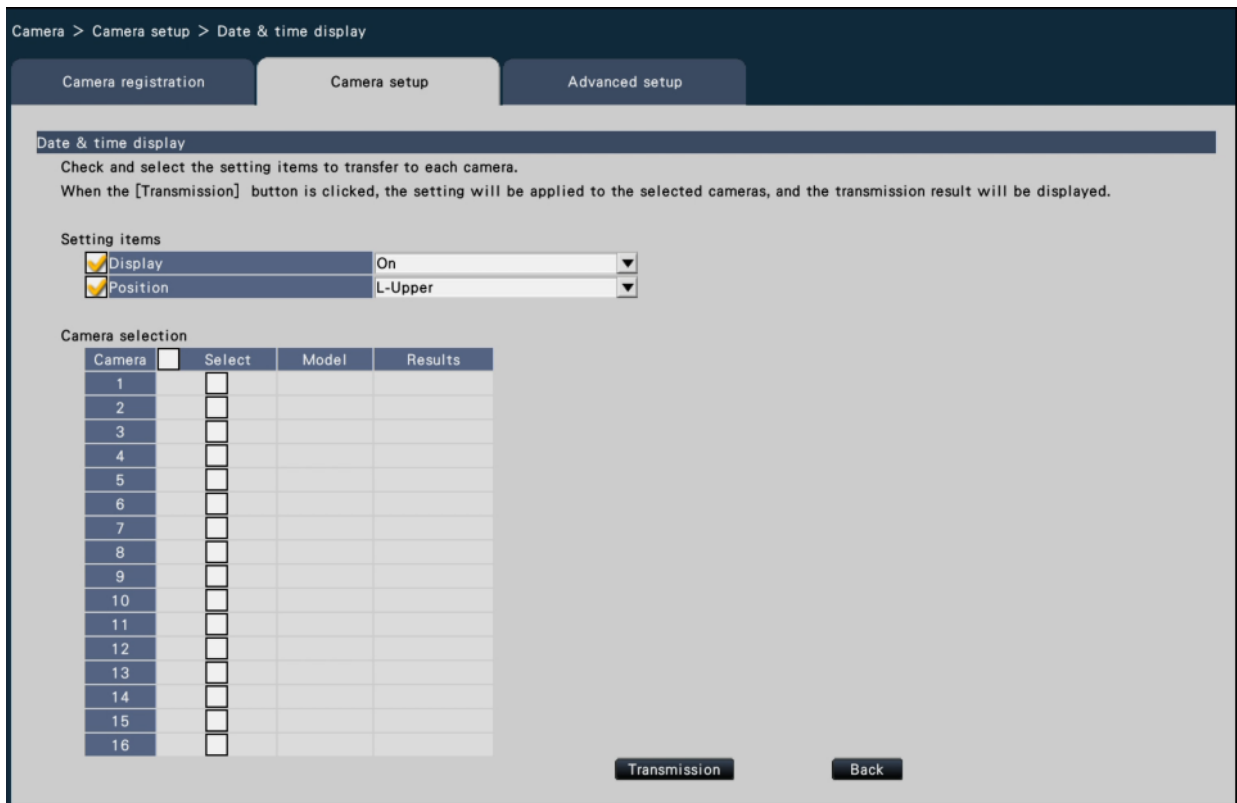 Camera > Camera setup > Date & time display
Camera registration Camera setup Advanced setup
Date & time display
Check and select the setting items to transfer to each camera.
When the [Transmission] button is clicked, the setting will be applied to the selected cameras, and the transmission result will be displayed.
Setting items
Display On
Position L-Upper
Camera selection
Camera Select Model Results
1
2
3
4
5
6
7
8
9
10
11
12
13
14
15
16
Transmission Back